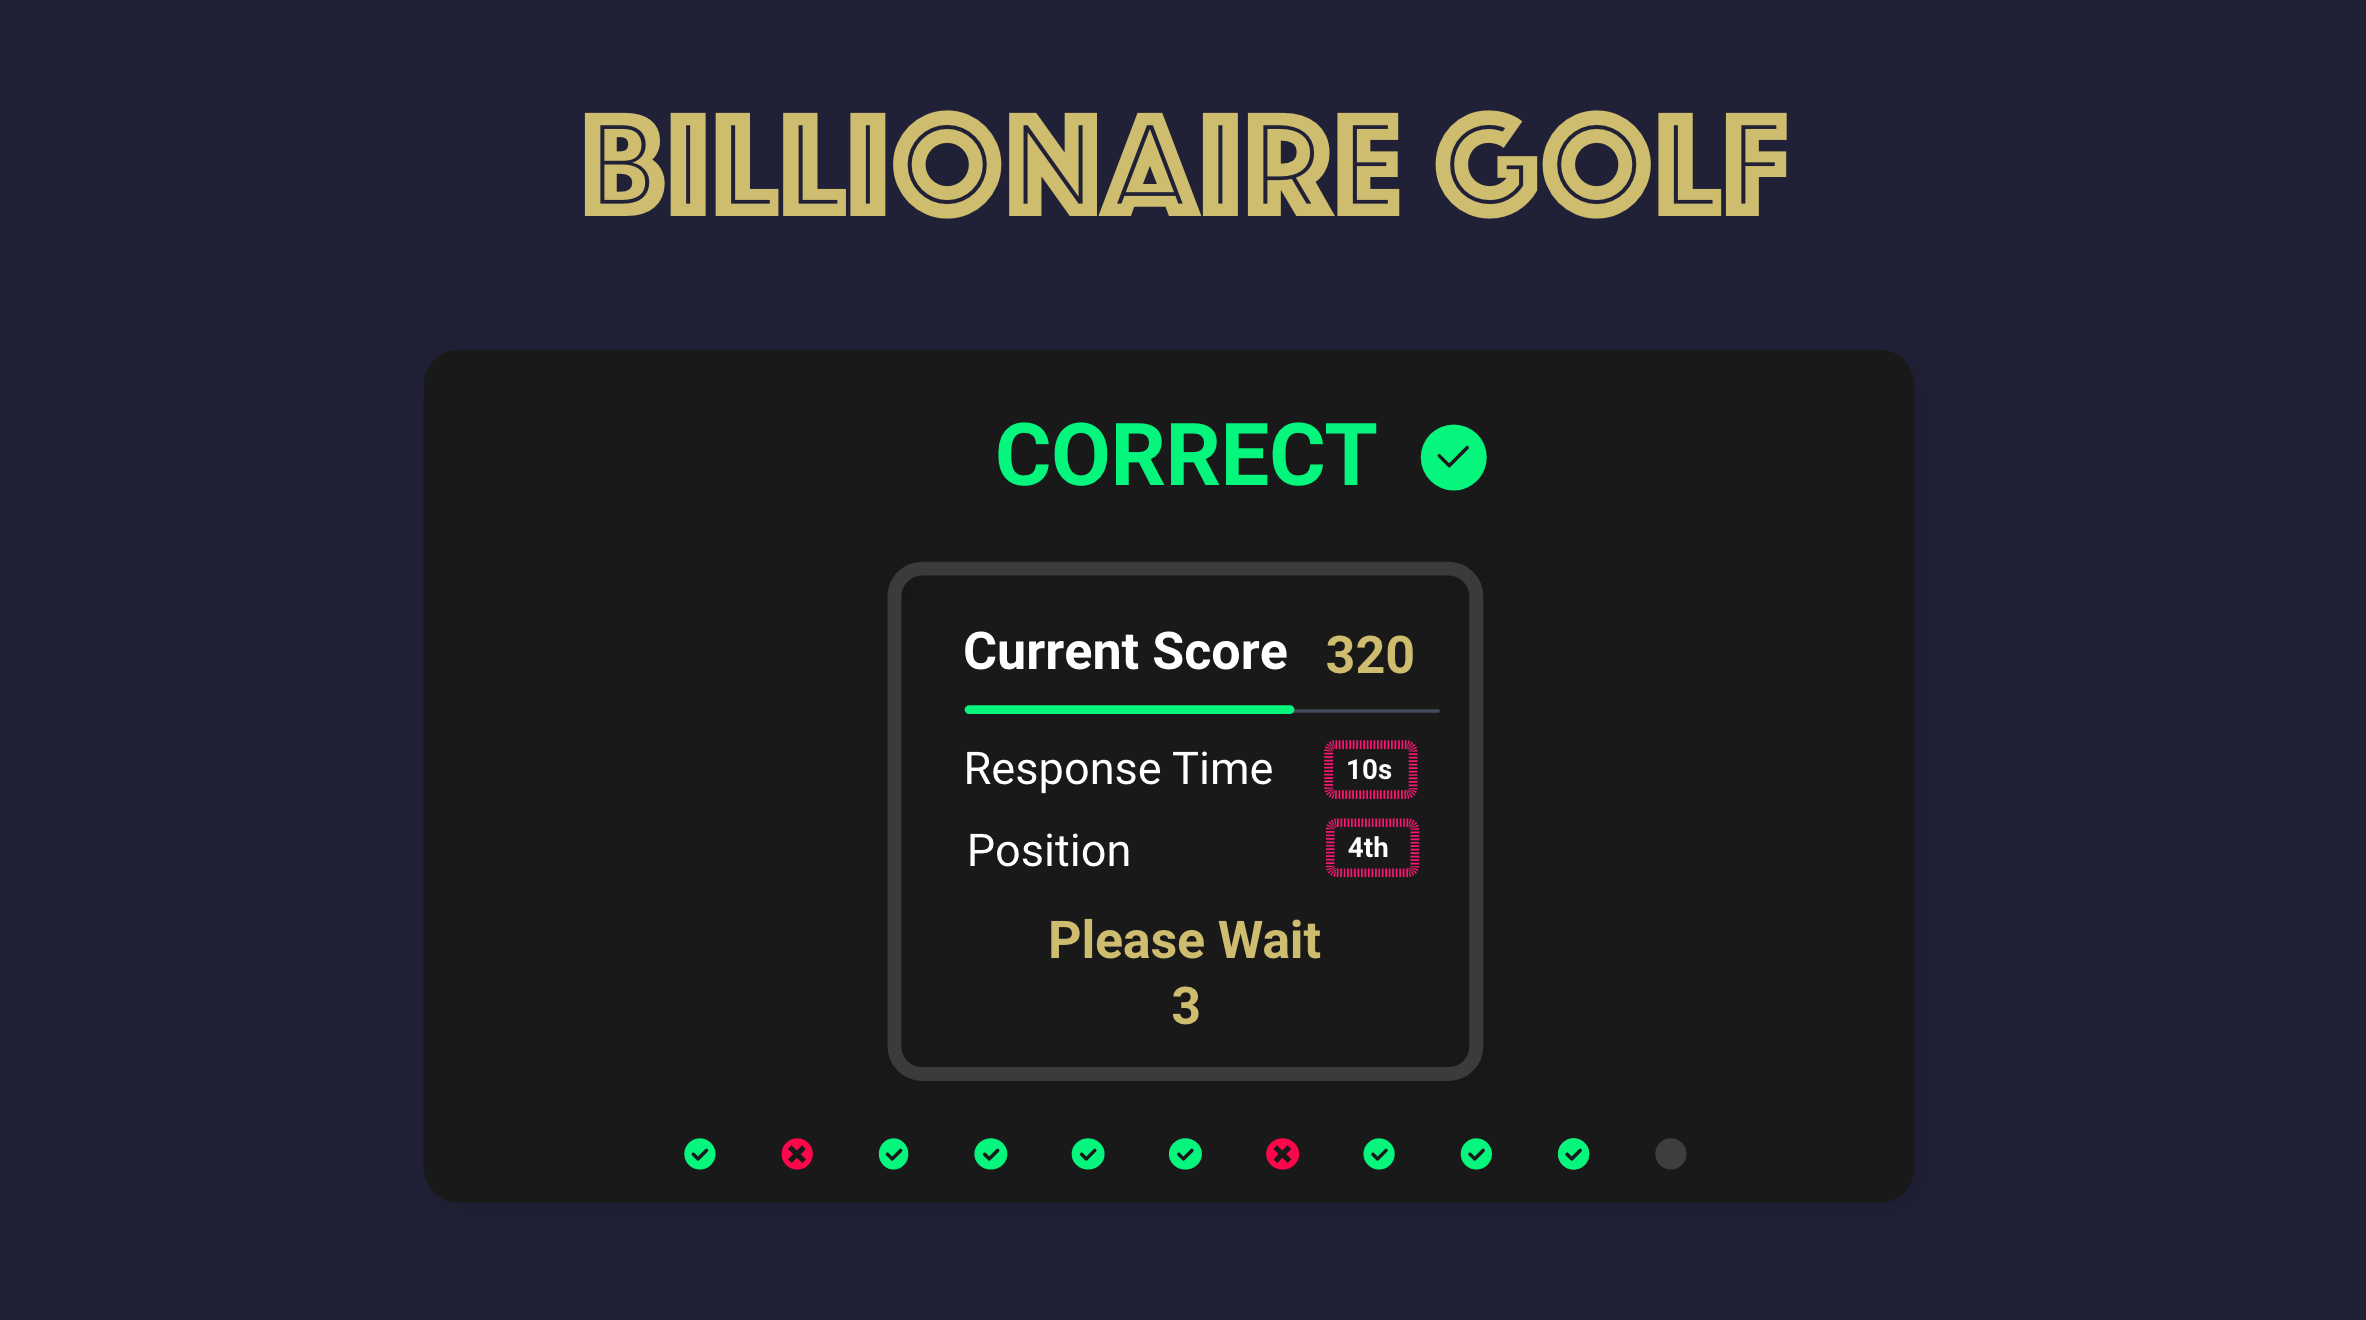 BILLIONAIRE GOLF
CORRECT
Current Score 320
Response Time 10s
Position 4th
Please Wait
3